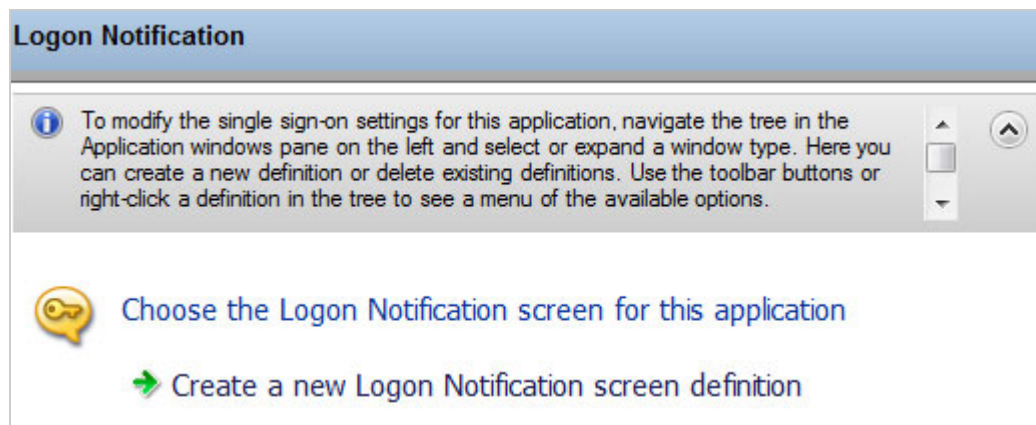 Logon Notification
To modify the single sign-on settings for this application, navigate the tree in the
Application windows pane on the left and select or expand a window type. Here you
can create a new definition or delete existing definitions. Use the toolbar buttons or
right-click a definition in the tree to see a menu of the available options.
Choose the Logon Notification screen for this application
Create a new Logon Notification screen definition